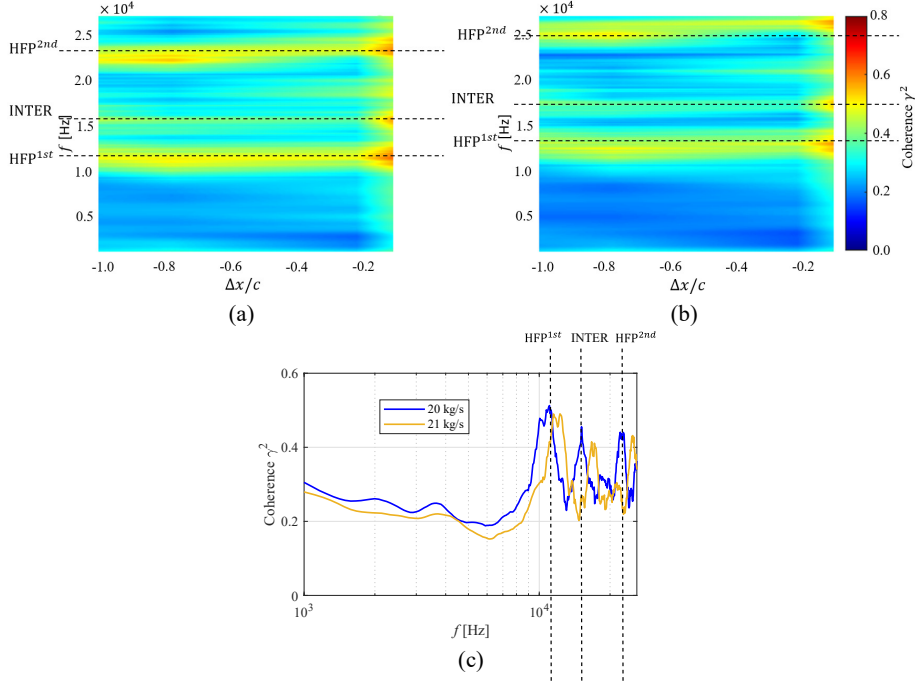 (a)
(b)
× 10⁴
× 10⁴
2.5
2.0
1.5
1.0
0.5
f [Hz]
HFP²ⁿᵈ
INTER
HFP¹ˢᵗ
-1.0 -0.8 -0.6 -0.4 -0.2
Δx/c
(a)
HFP²ⁿᵈ
INTER
HFP¹ˢᵗ
2.5
2.0
1.5
1.0
0.5
f [Hz]
-1.0 -0.8 -0.6 -0.4 -0.2
Δx/c
(b)
0.8
0.6
0.4
0.2
0.0
Coherence γ²
HFP¹ˢᵗ INTER HFP²ⁿᵈ
0.6
0.4
0.2
0
Coherence γ²
20 kg/s
21 kg/s
10³ 10⁴
f [Hz]
(c)